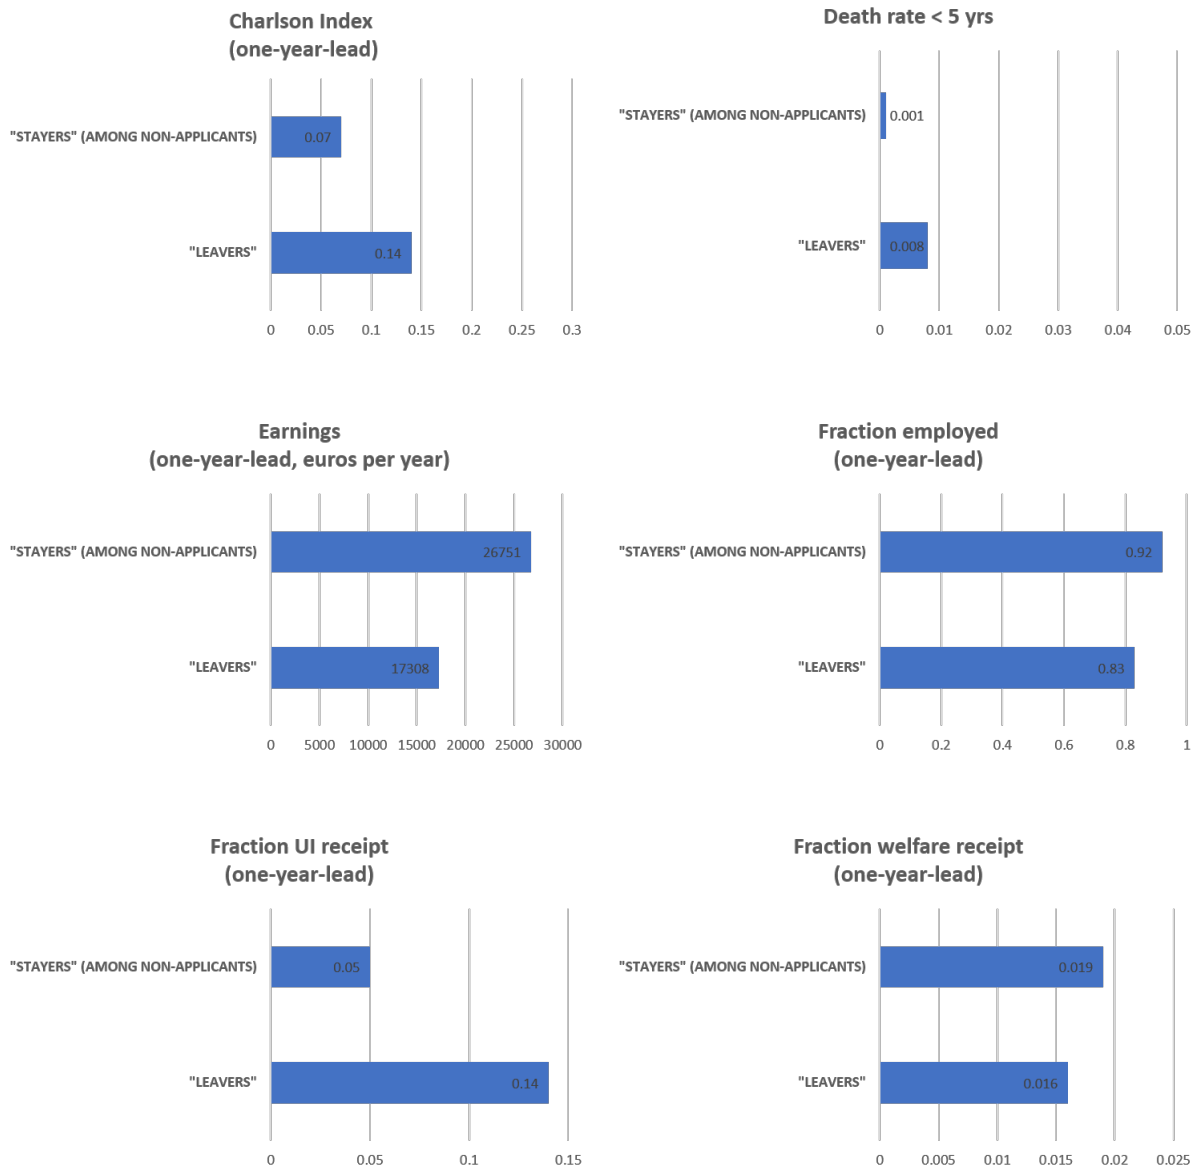 Charlson Index
(one-year-lead)
"STAYERS" (AMONG NON-APPLICANTS)
0.07
"LEAVERS"
0.14
0 0.05 0.1 0.15 0.2 0.25 0.3
Death rate < 5 yrs
"STAYERS" (AMONG NON-APPLICANTS)
0.001
"LEAVERS"
0.008
0 0.01 0.02 0.03 0.04 0.05
Earnings
(one-year-lead, euros per year)
"STAYERS" (AMONG NON-APPLICANTS)
26751
"LEAVERS"
17308
0 5000 10000 15000 20000 25000 30000
Fraction employed
(one-year-lead)
"STAYERS" (AMONG NON-APPLICANTS)
0.92
"LEAVERS"
0.83
0 0.2 0.4 0.6 0.8 1
Fraction UI receipt
(one-year-lead)
"STAYERS" (AMONG NON-APPLICANTS)
0.05
"LEAVERS"
0.14
0 0.05 0.1 0.15
Fraction welfare receipt
(one-year-lead)
"STAYERS" (AMONG NON-APPLICANTS)
0.019
"LEAVERS"
0.016
0 0.005 0.01 0.015 0.02 0.025